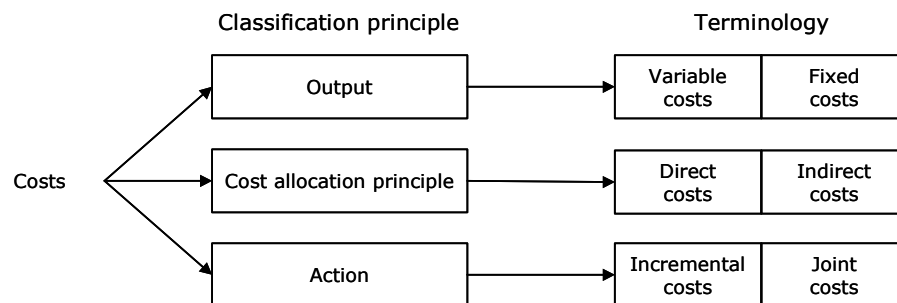 Classification principle
Terminology
Output
Variable
costs
Fixed
costs
Costs
Cost allocation principle
Direct
costs
Indirect
costs
Action
Incremental
costs
Joint
costs